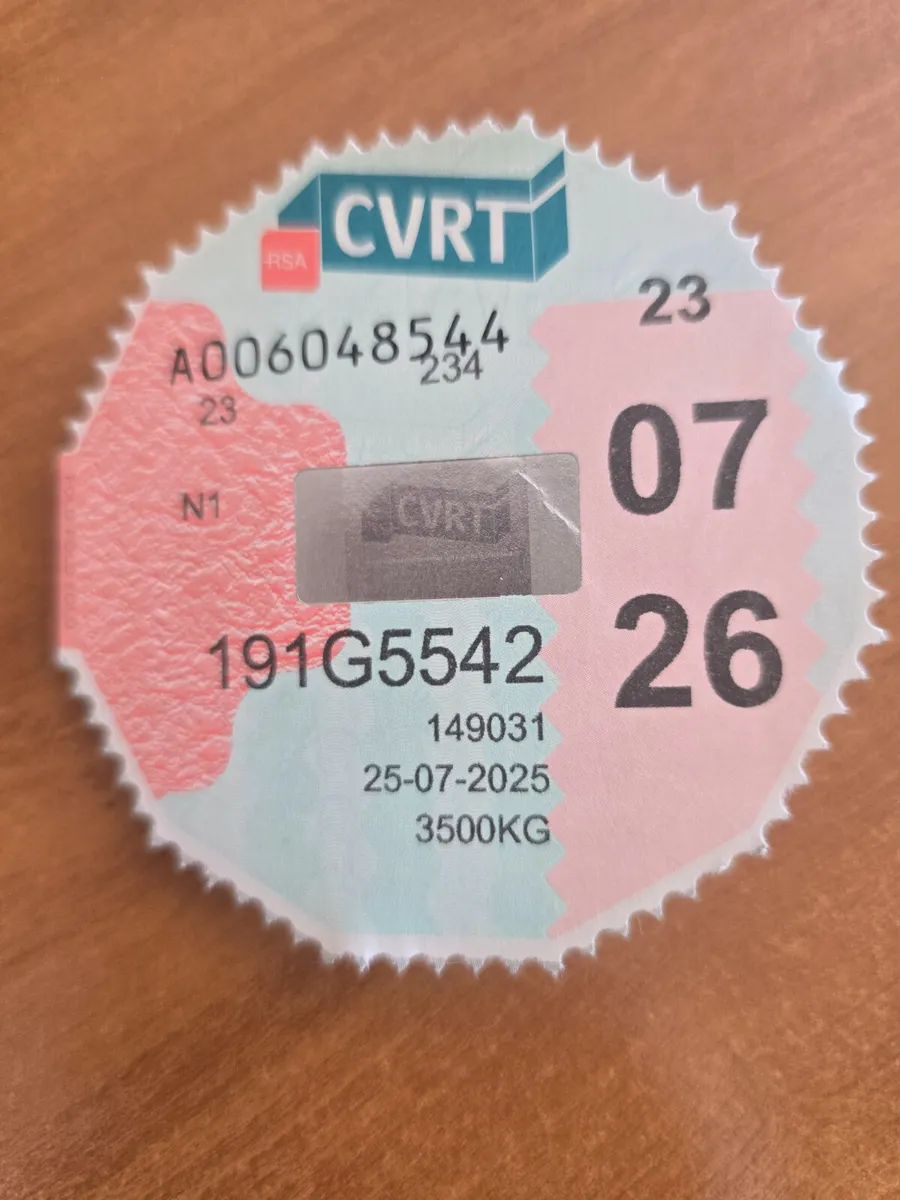 CVRT
RSA
A006048544
234
23
N1
CVRT
191G5542
149031
25-07-2025
3500KG
23
07
26